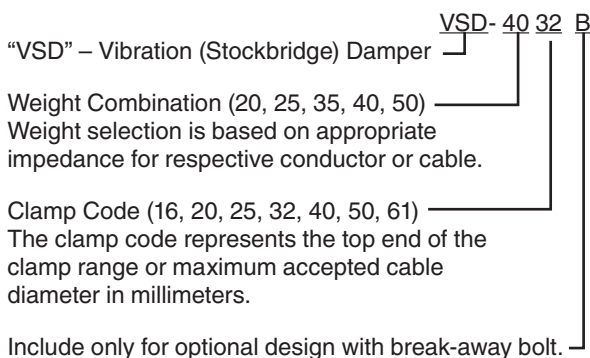 VSD- 40 32 B
“VSD” – Vibration (Stockbridge) Damper
Weight Combination (20, 25, 35, 40, 50)
Weight selection is based on appropriate
impedance for respective conductor or cable.
Clamp Code (16, 20, 25, 32, 40, 50, 61)
The clamp code represents the top end of the
clamp range or maximum accepted cable
diameter in millimeters.
Include only for optional design with break-away bolt.